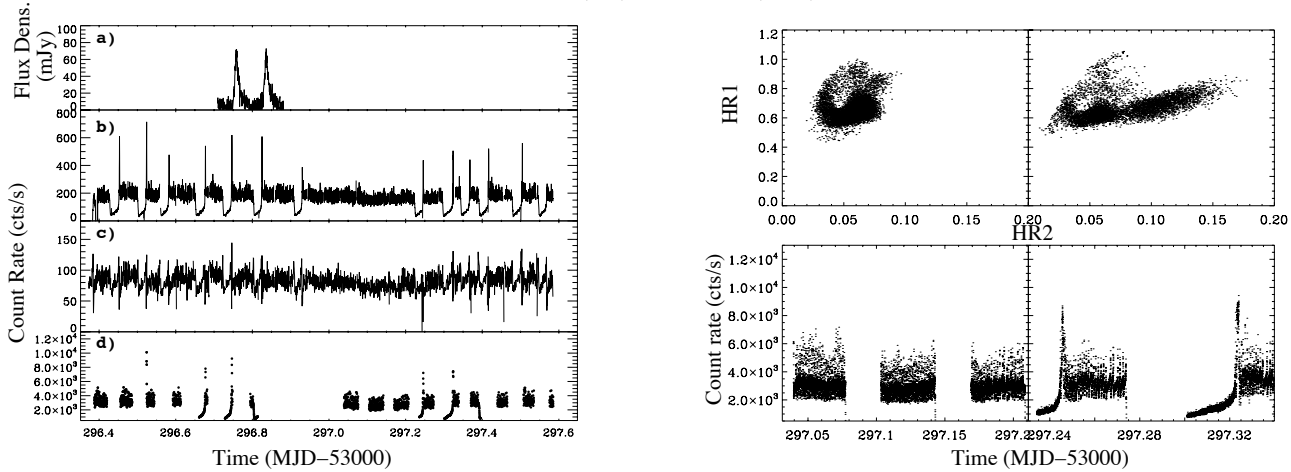 Flux Dens.
(mJy)
100
80
60
40
20
0
a)
Count Rate (cts/s)
800
600
400
200
0
b)
150
100
50
0
c)
1.2×10⁴
1.0×10⁴
8.0×10³
6.0×10³
4.0×10³
2.0×10³
d)
296.4 296.6 296.8 297.0 297.2 297.4 297.6
Time (MJD−53000)
HR1
1.2
1.0
0.8
0.6
0.4
0.2
0.0
0.00 0.05 0.10 0.05 0.10 0.15 0.20
HR2
Count rate (cts/s)
1.2×10⁴
1.0×10⁴
8.0×10³
6.0×10³
4.0×10³
2.0×10³
297.05 297.1 297.15 297.24 297.28 297.32
Time (MJD−53000)